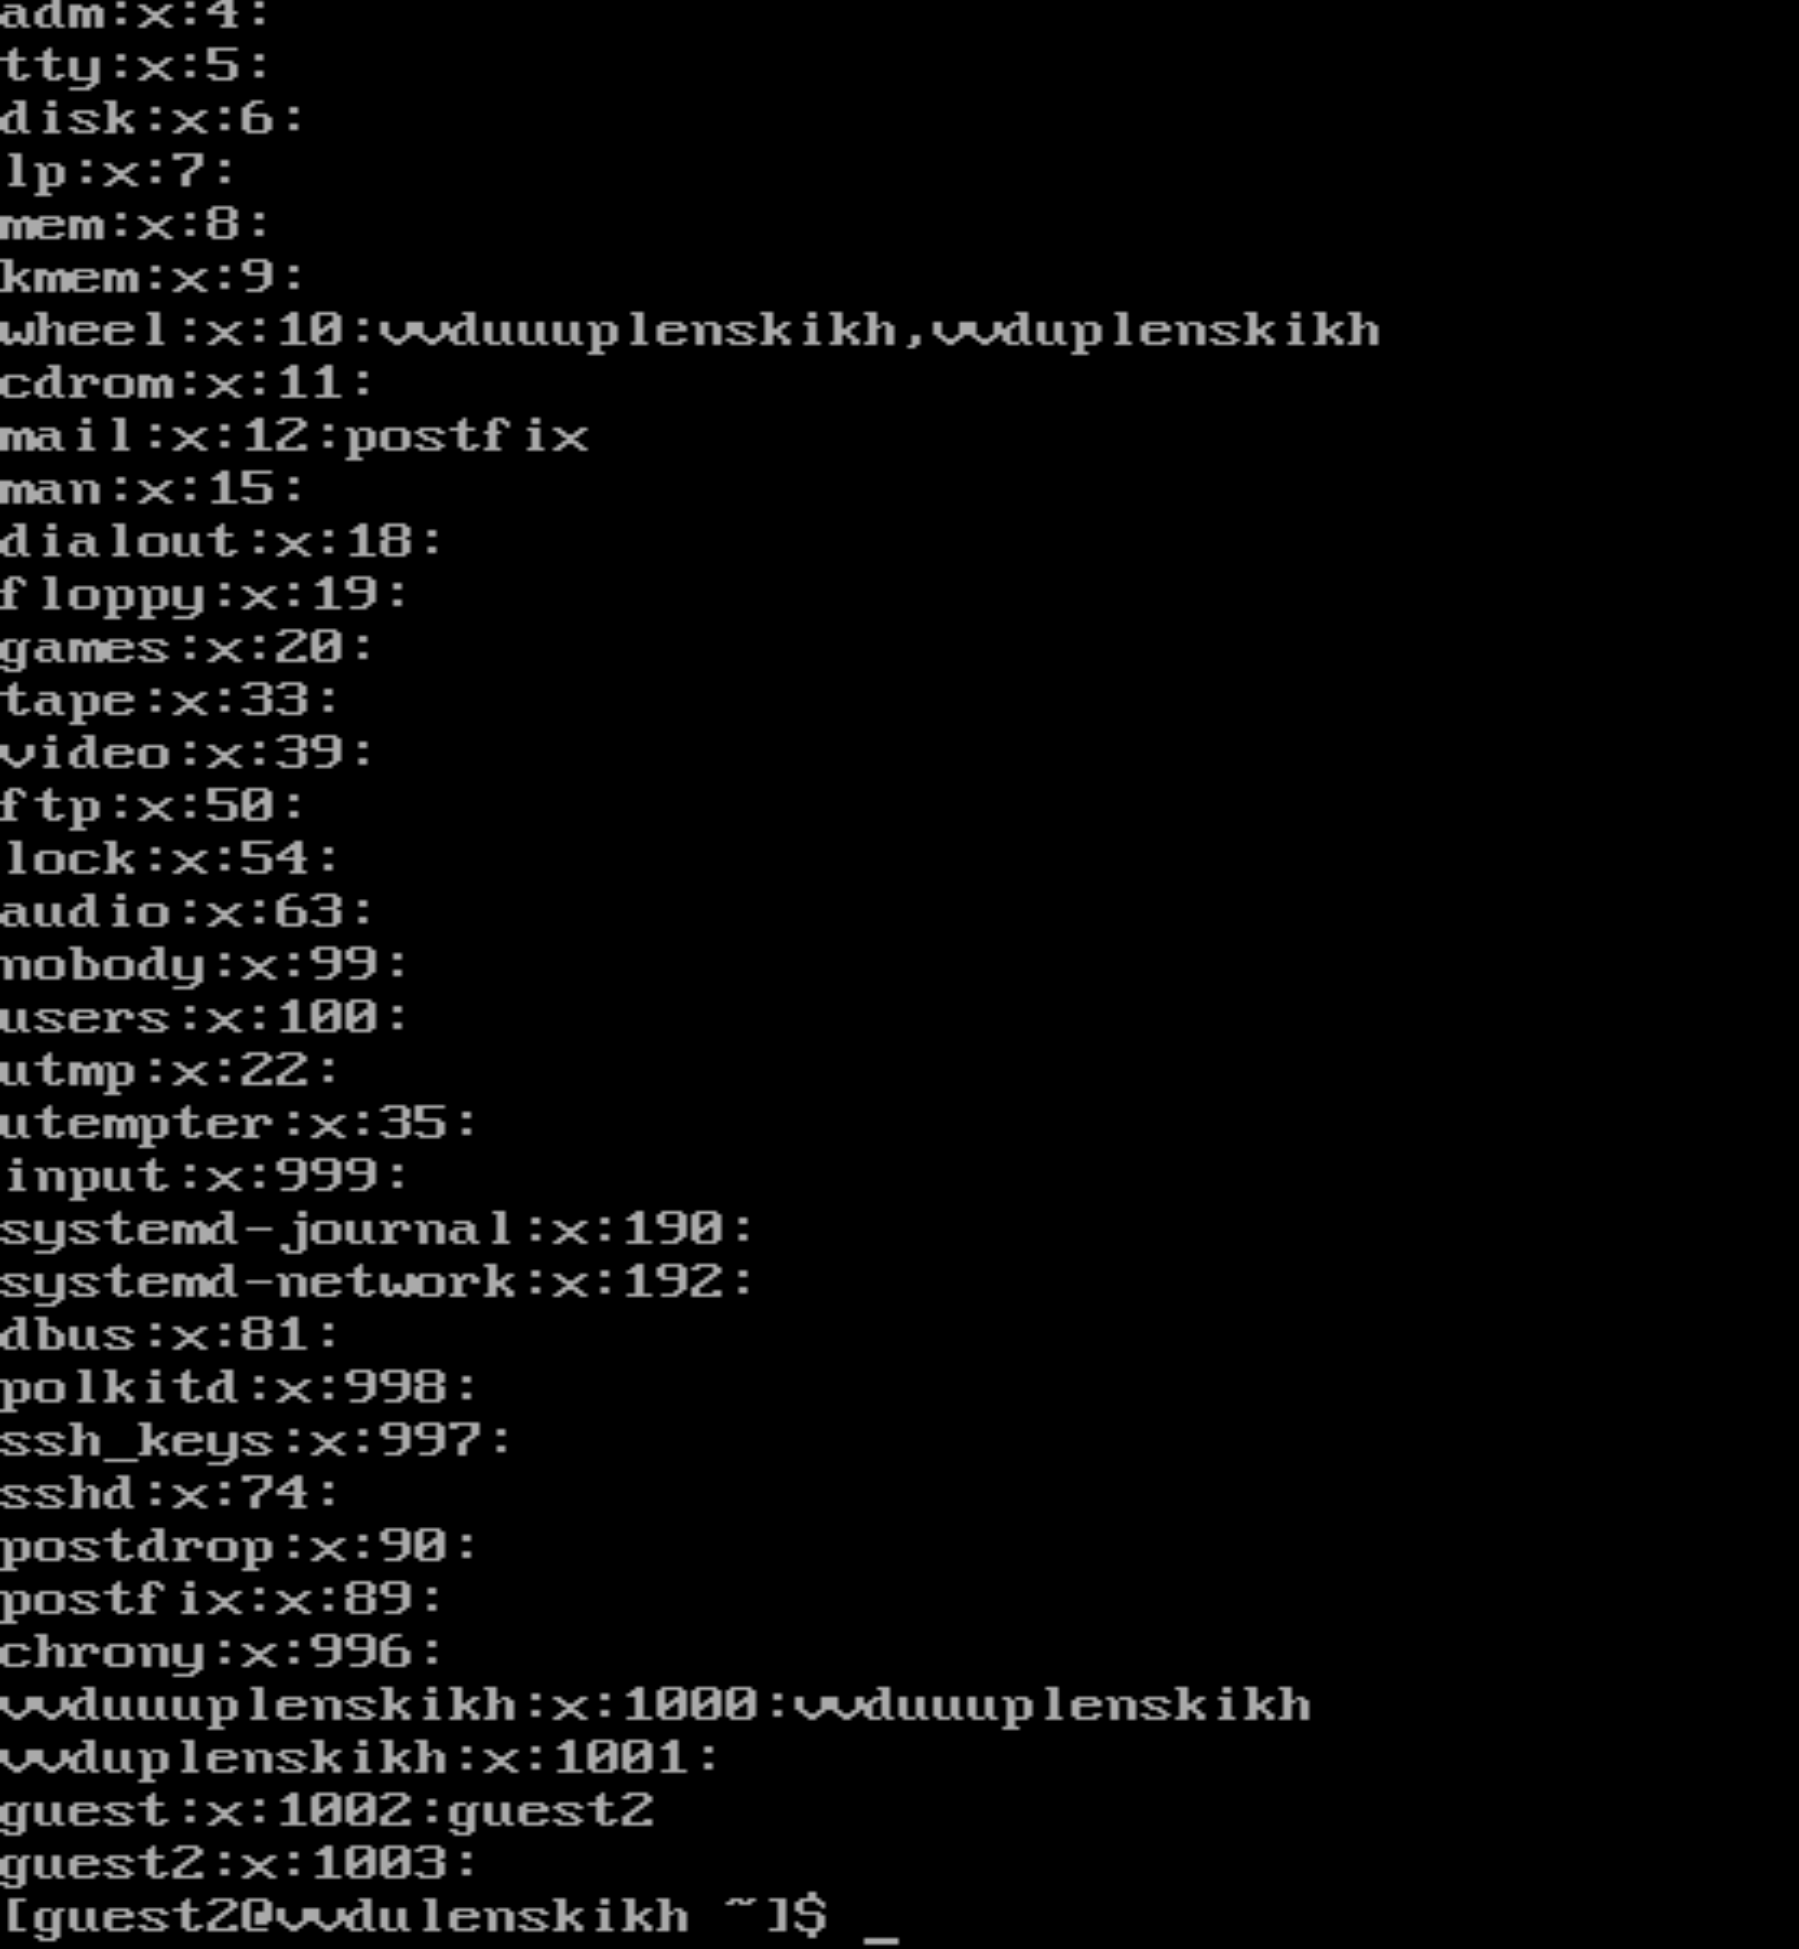 adm:x:4:
tty:x:5:
disk:x:6:
lp:x:7:
mem:x:8:
kmem:x:9:
wheel:x:10:vvduuuplenskikh,vvduplenskikh
cdrom:x:11:
mail:x:12:postfix
man:x:15:
dialout:x:18:
floppy:x:19:
games:x:20:
tape:x:33:
video:x:39:
ftp:x:50:
lock:x:54:
audio:x:63:
nobody:x:99:
users:x:100:
utmp:x:22:
utempter:x:35:
input:x:999:
systemd-journal:x:190:
systemd-network:x:192:
dbus:x:81:
polkitd:x:998:
ssh_keys:x:997:
sshd:x:74:
postdrop:x:90:
postfix:x:89:
chrony:x:996:
vvduuuplenskikh:x:1000:vvduuuplenskikh
vvduplenskikh:x:1001:
guest:x:1002:guest2
guest2:x:1003:
[guest2@vvdulenskikh ~]$ _